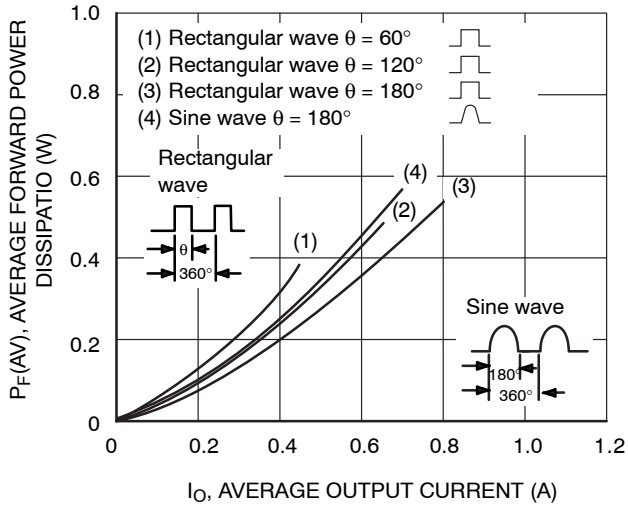 (1) Rectangular wave θ = 60°
(2) Rectangular wave θ = 120°
(3) Rectangular wave θ = 180°
(4) Sine wave θ = 180°
Rectangular
wave
θ
360°
(1)
(2)
(3)
(4)
Sine wave
180°
360°
1.0
0.8
0.6
0.4
0.2
0
0
0.2
0.4
0.6
0.8
1.0
1.2
PF(AV), AVERAGE FORWARD POWER
DISSIPATIO (W)
IO, AVERAGE OUTPUT CURRENT (A)